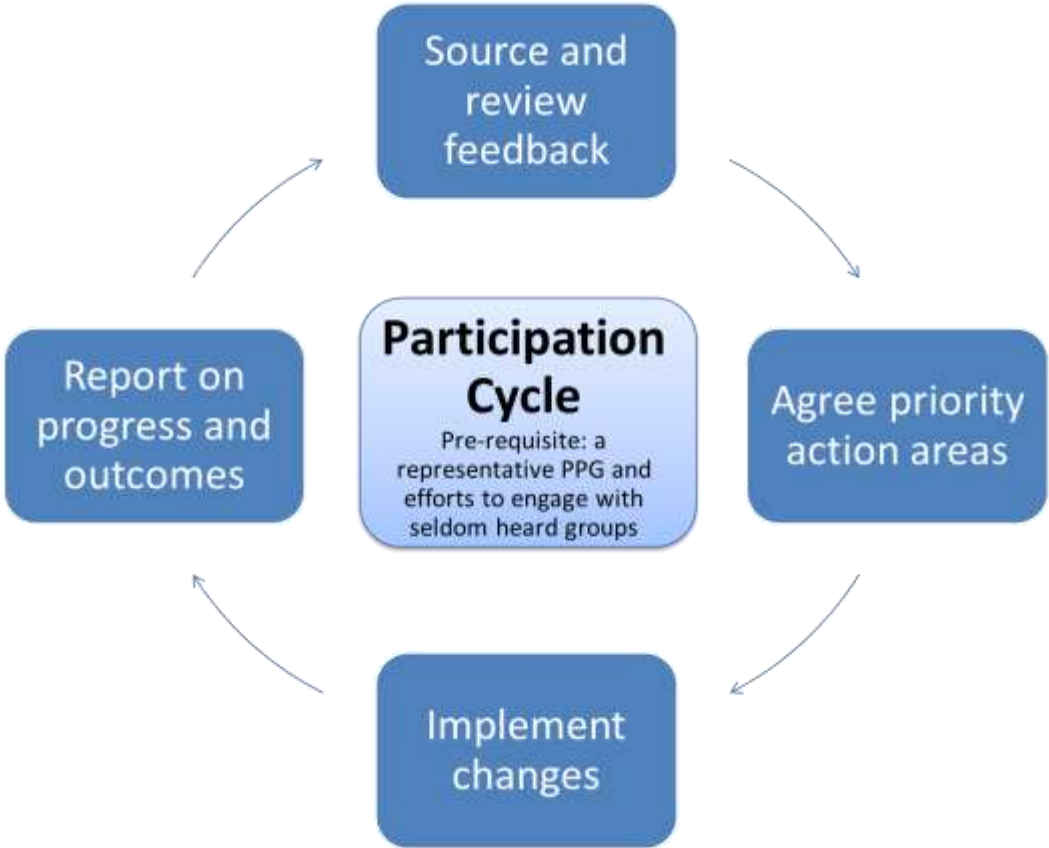 Source and
review
feedback
Participation
Cycle
Pre-requisite: a
representative PPG and
efforts to engage with
seldom heard groups
Report on
progress and
outcomes
Agree priority
action areas
Implement
changes